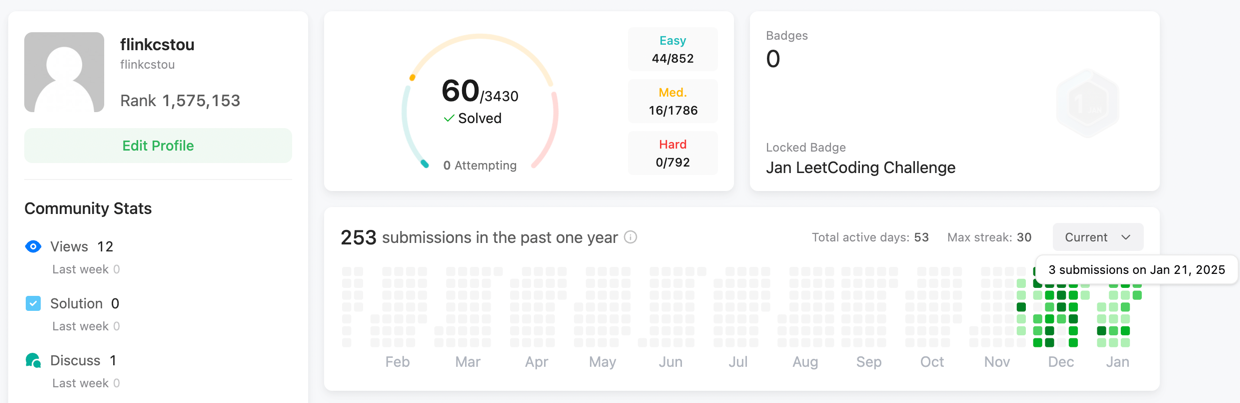 flinkcstou
flinkcstou
Rank 1,575,153
Edit Profile
Community Stats
Views 12
Last week 0
Solution 0
Last week 0
Discuss 1
Last week 0
60/3430
Solved
0 Attempting
Easy
44/852
Med.
16/1786
Hard
0/792
Badges
0
Locked Badge
Jan LeetCoding Challenge
253 submissions in the past one year
Total active days: 53 Max streak: 30 Current
3 submissions on Jan 21, 2025
Feb Mar Apr May Jun Jul Aug Sep Oct Nov Dec Jan